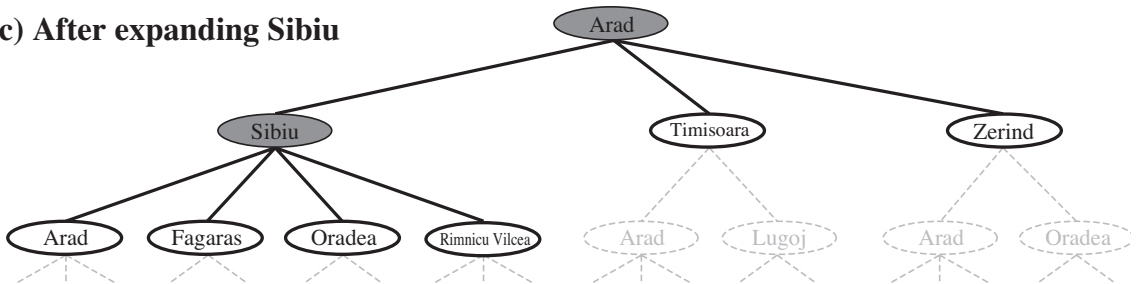 c) After expanding Sibiu
Arad
Sibiu
Timisoara
Zerind
Arad
Fagaras
Oradea
Rimnicu Vilcea
Arad
Lugoj
Arad
Oradea